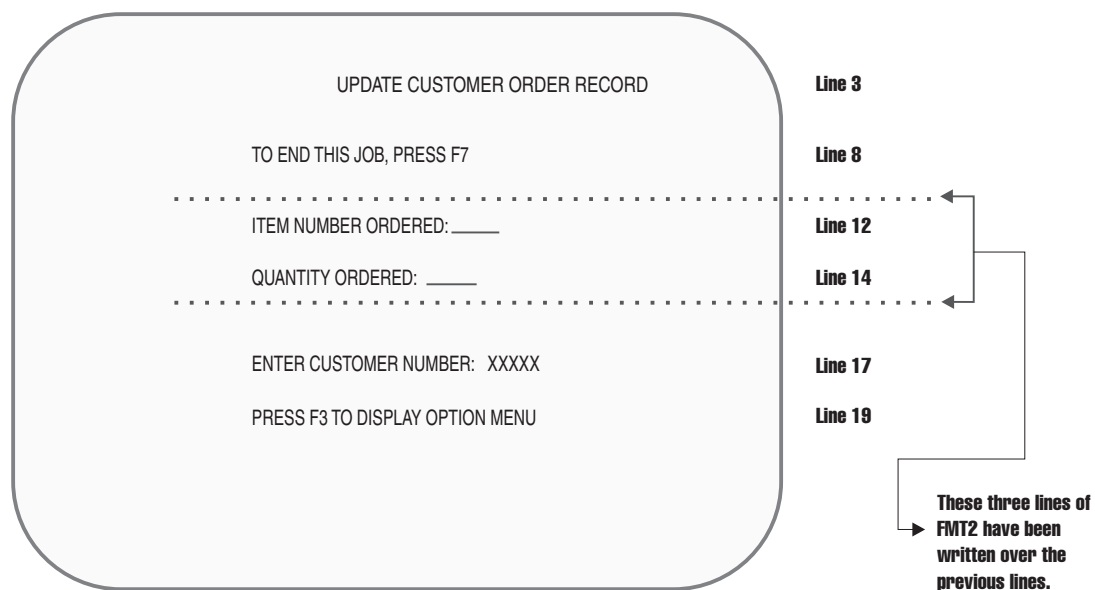 UPDATE CUSTOMER ORDER RECORD Line 3
TO END THIS JOB, PRESS F7 Line 8
ITEM NUMBER ORDERED: _____ Line 12
QUANTITY ORDERED: _____ Line 14
ENTER CUSTOMER NUMBER: XXXXX Line 17
PRESS F3 TO DISPLAY OPTION MENU Line 19
These three lines of
FMT2 have been
written over the
previous lines.